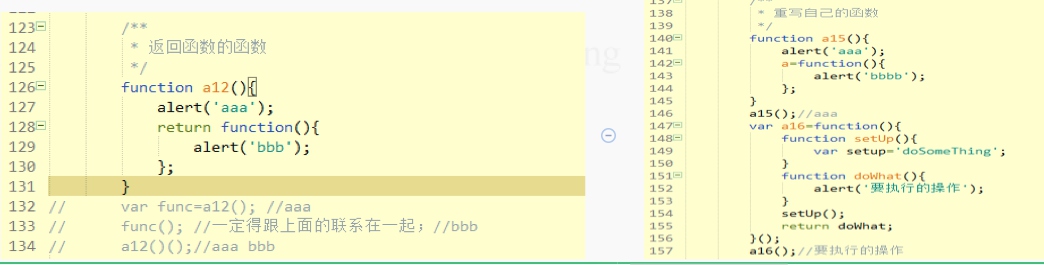 123 /**
124 * 返回函数的函数
125 */
126 function a12(){
127 alert('aaa');
128 return function(){
129 alert('bbb');
130 };
131 }
132 // var func=a12(); //aaa
133 // func(); //一定得跟上面的联系在一起；//bbb
134 // a12()();//aaa bbb
ng
137 /**
138 * 重写自己的函数
139 */
140 function a15(){
141 alert('aaa');
142 a=function(){
143 alert('bbbb');
144 };
145 }
146 a15();//aaa
147 var a16=function(){
148 function setUp(){
149 var setup='doSomeThing';
150 }
151 function doWhat(){
152 alert('要执行的操作');
153 }
154 setUp();
155 return doWhat;
156 }();
157 a16();//要执行的操作